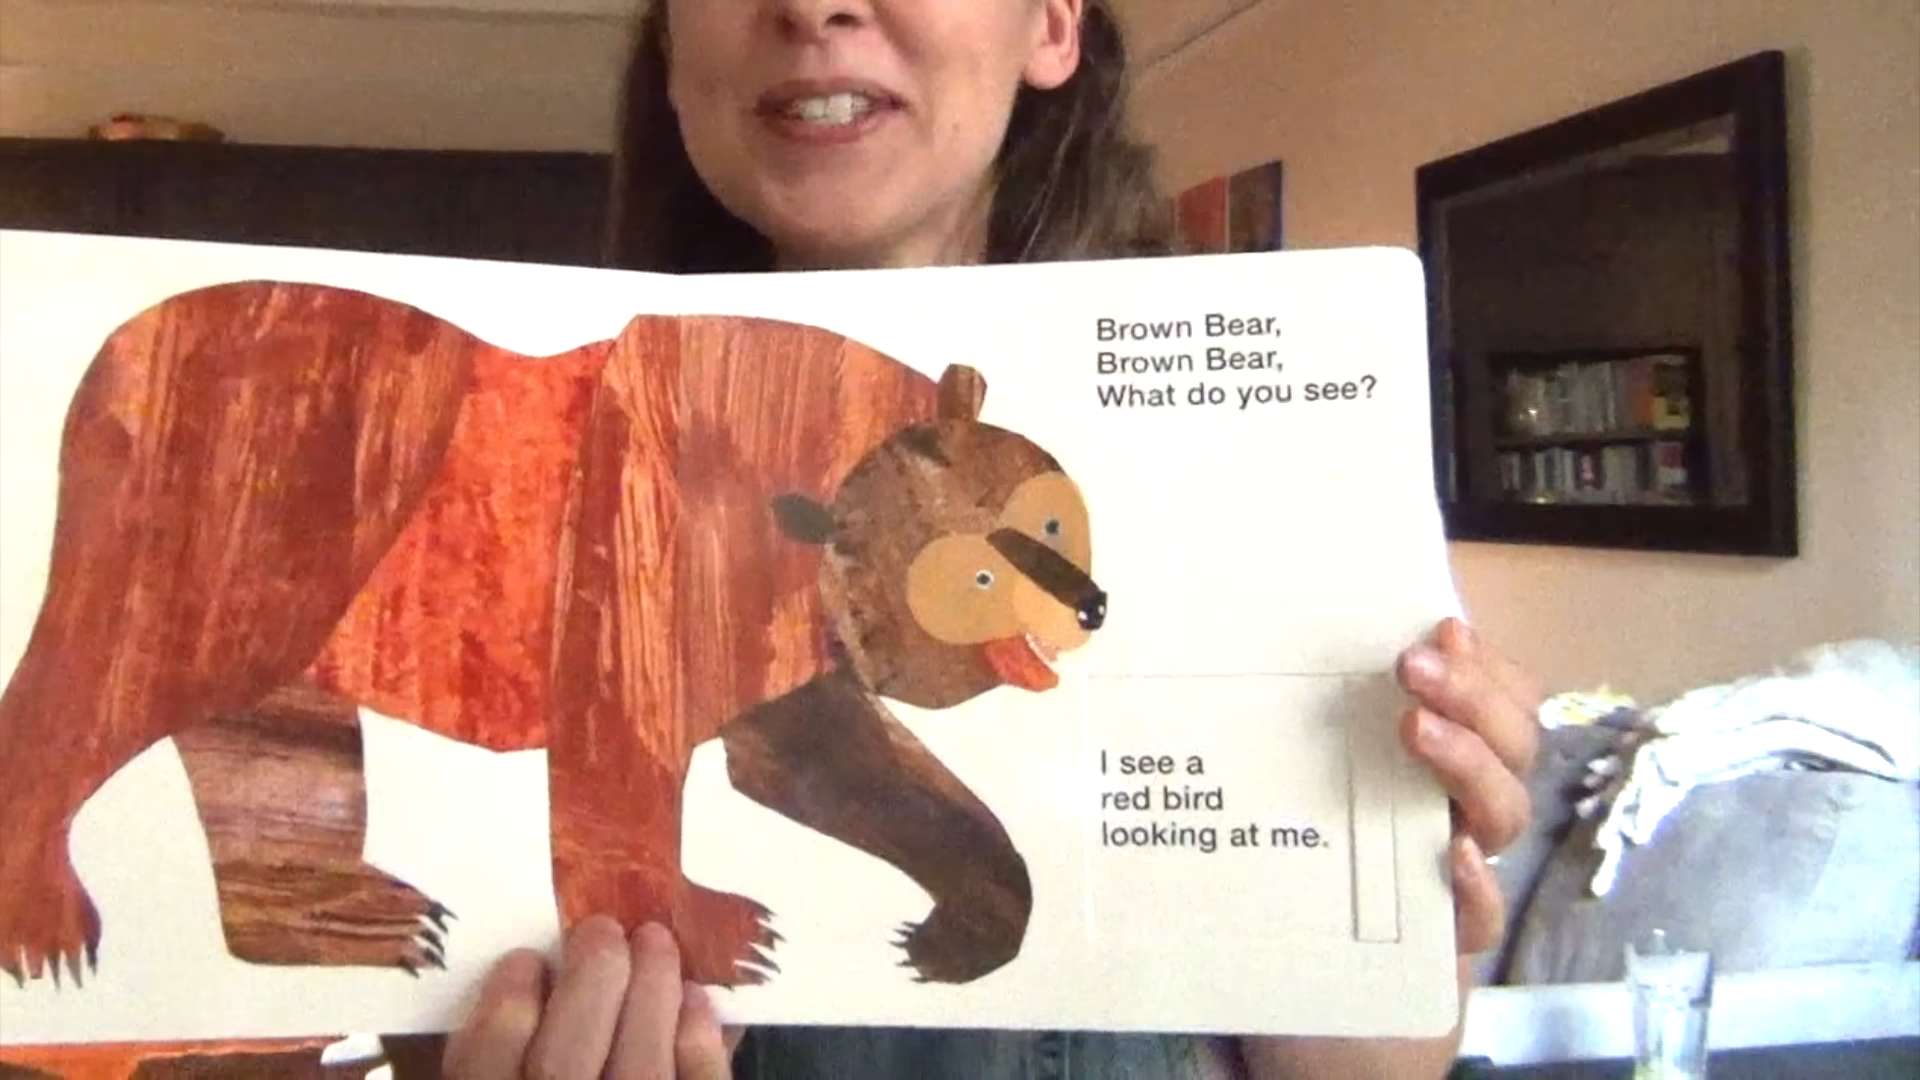 Brown Bear,
Brown Bear,
What do you see?
I see a
red bird
looking at me.